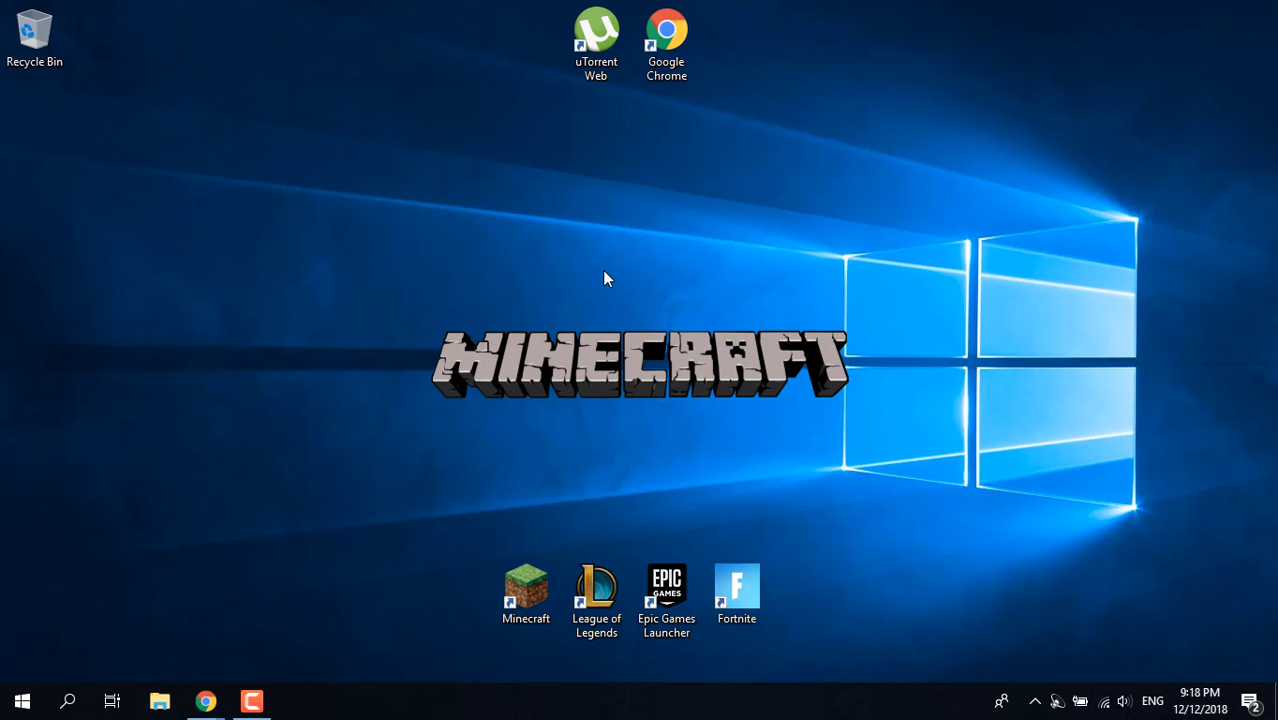 Recycle Bin
uTorrent
Web
Google
Chrome
MINECRAFT
Minecraft
League of
Legends
EPIC
GAMES
Epic Games
Launcher
F
Fortnite
ENG
9:18 PM
12/12/2018
2